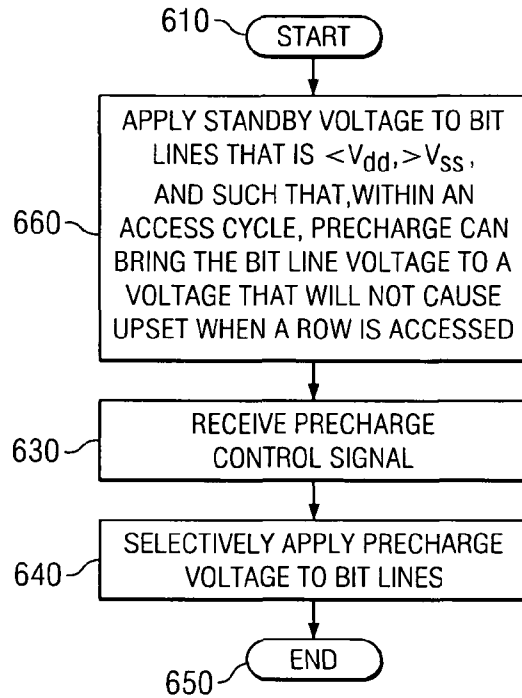 610
START
APPLY STANDBY VOLTAGE TO BIT
LINES THAT IS <Vdd,>Vss,
AND SUCH THAT,WITHIN AN
660
ACCESS CYCLE, PRECHARGE CAN
BRING THE BIT LINE VOLTAGE TO A
VOLTAGE THAT WILL NOT CAUSE
UPSET WHEN A ROW IS ACCESSED
RECEIVE PRECHARGE
630
CONTROL SIGNAL
SELECTIVELY APPLY PRECHARGE
640
VOLTAGE TO BIT LINES
END
650